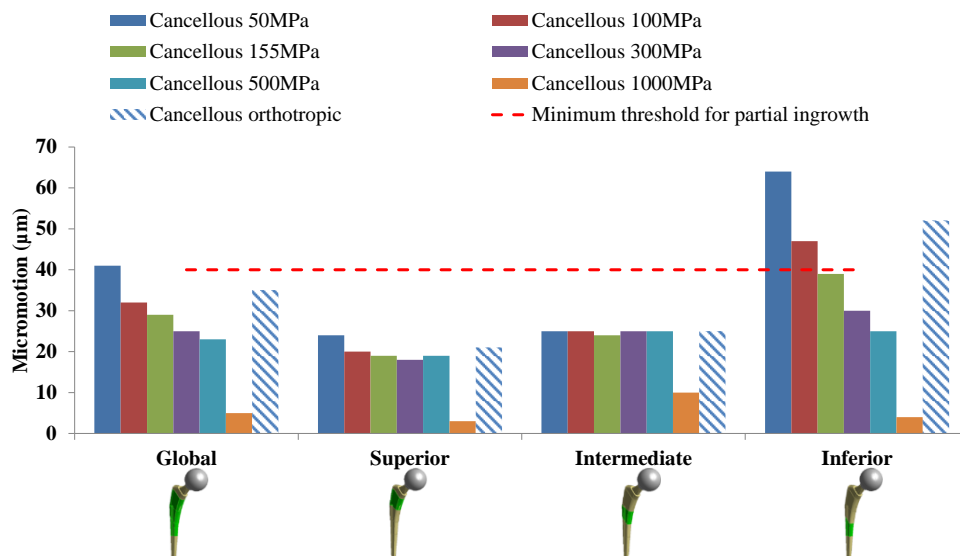 Cancellous 50MPa
Cancellous 100MPa
Cancellous 155MPa
Cancellous 300MPa
Cancellous 500MPa
Cancellous 1000MPa
Cancellous orthotropic
Minimum threshold for partial ingrowth
Micromotion (µm)
70
60
50
40
30
20
10
0
Global
Superior
Intermediate
Inferior